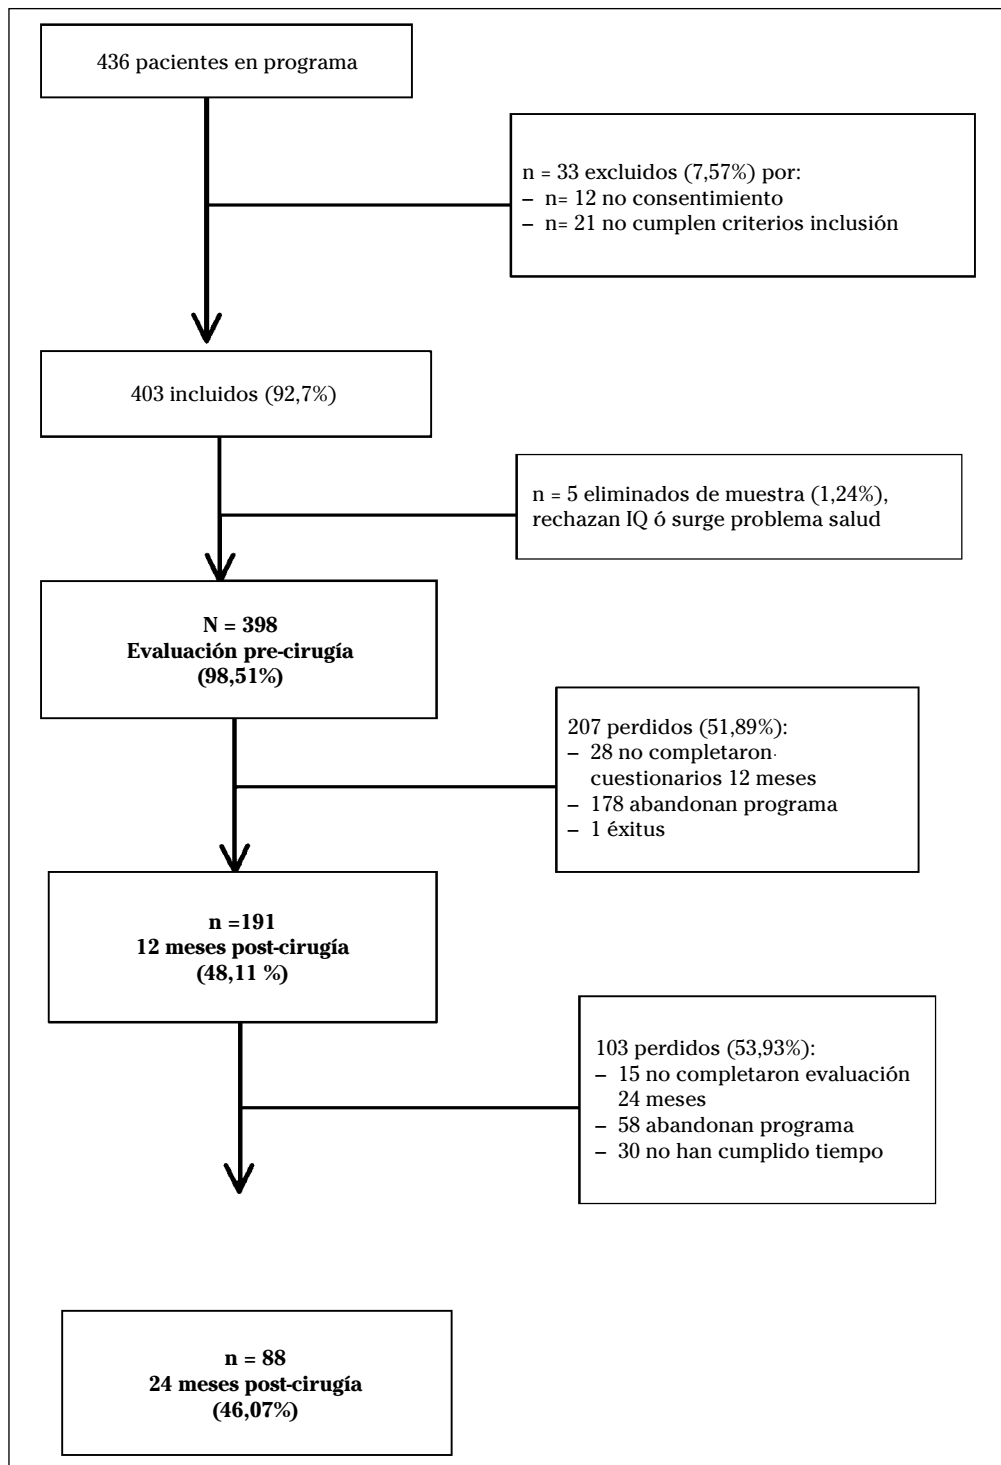 436 pacientes en programa
n = 33 excluidos (7,57%) por:
– n= 12 no consentimiento
– n= 21 no cumplen criterios inclusión
403 incluidos (92,7%)
n = 5 eliminados de muestra (1,24%),
rechazan IQ ó surge problema salud
N = 398
Evaluación pre-cirugía
(98,51%)
207 perdidos (51,89%):
– 28 no completaron
cuestionarios 12 meses
– 178 abandonan programa
– 1 éxitus
n =191
12 meses post-cirugía
(48,11 %)
103 perdidos (53,93%):
– 15 no completaron evaluación
24 meses
– 58 abandonan programa
– 30 no han cumplido tiempo
n = 88
24 meses post-cirugía
(46,07%)